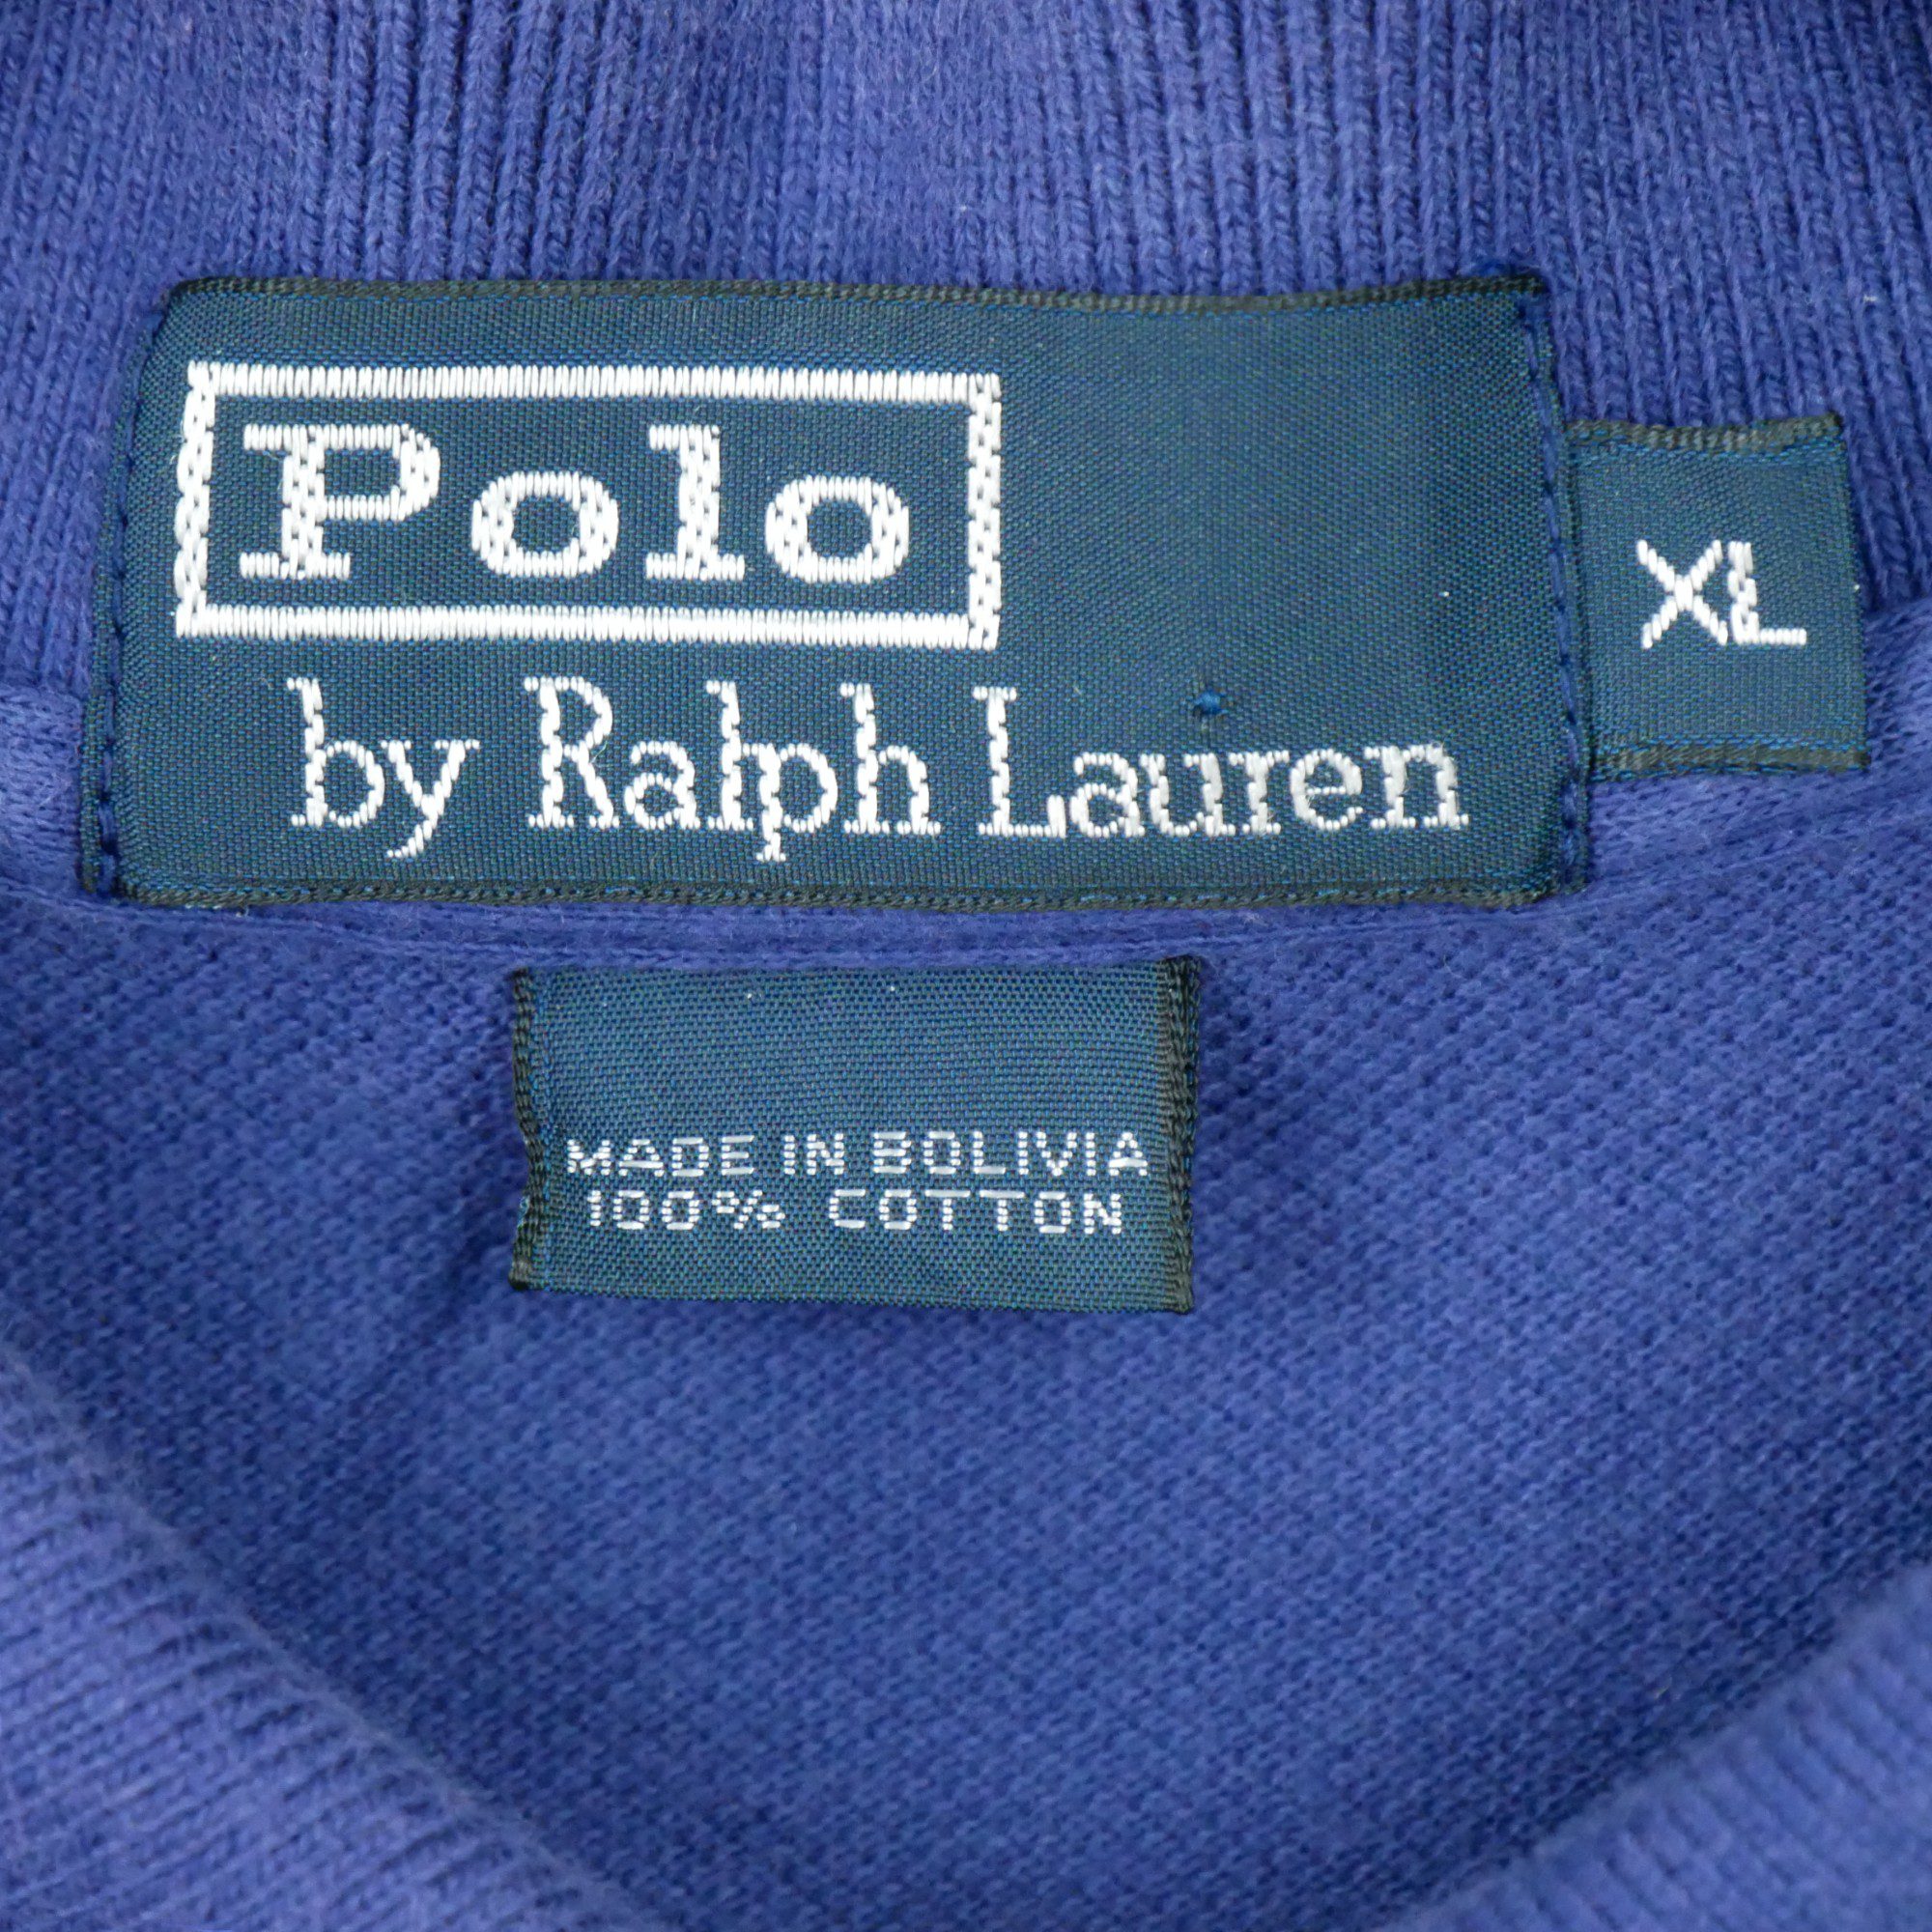 Polo
by Ralph Lauren
XL
MADE IN BOLIVIA
100% COTTON